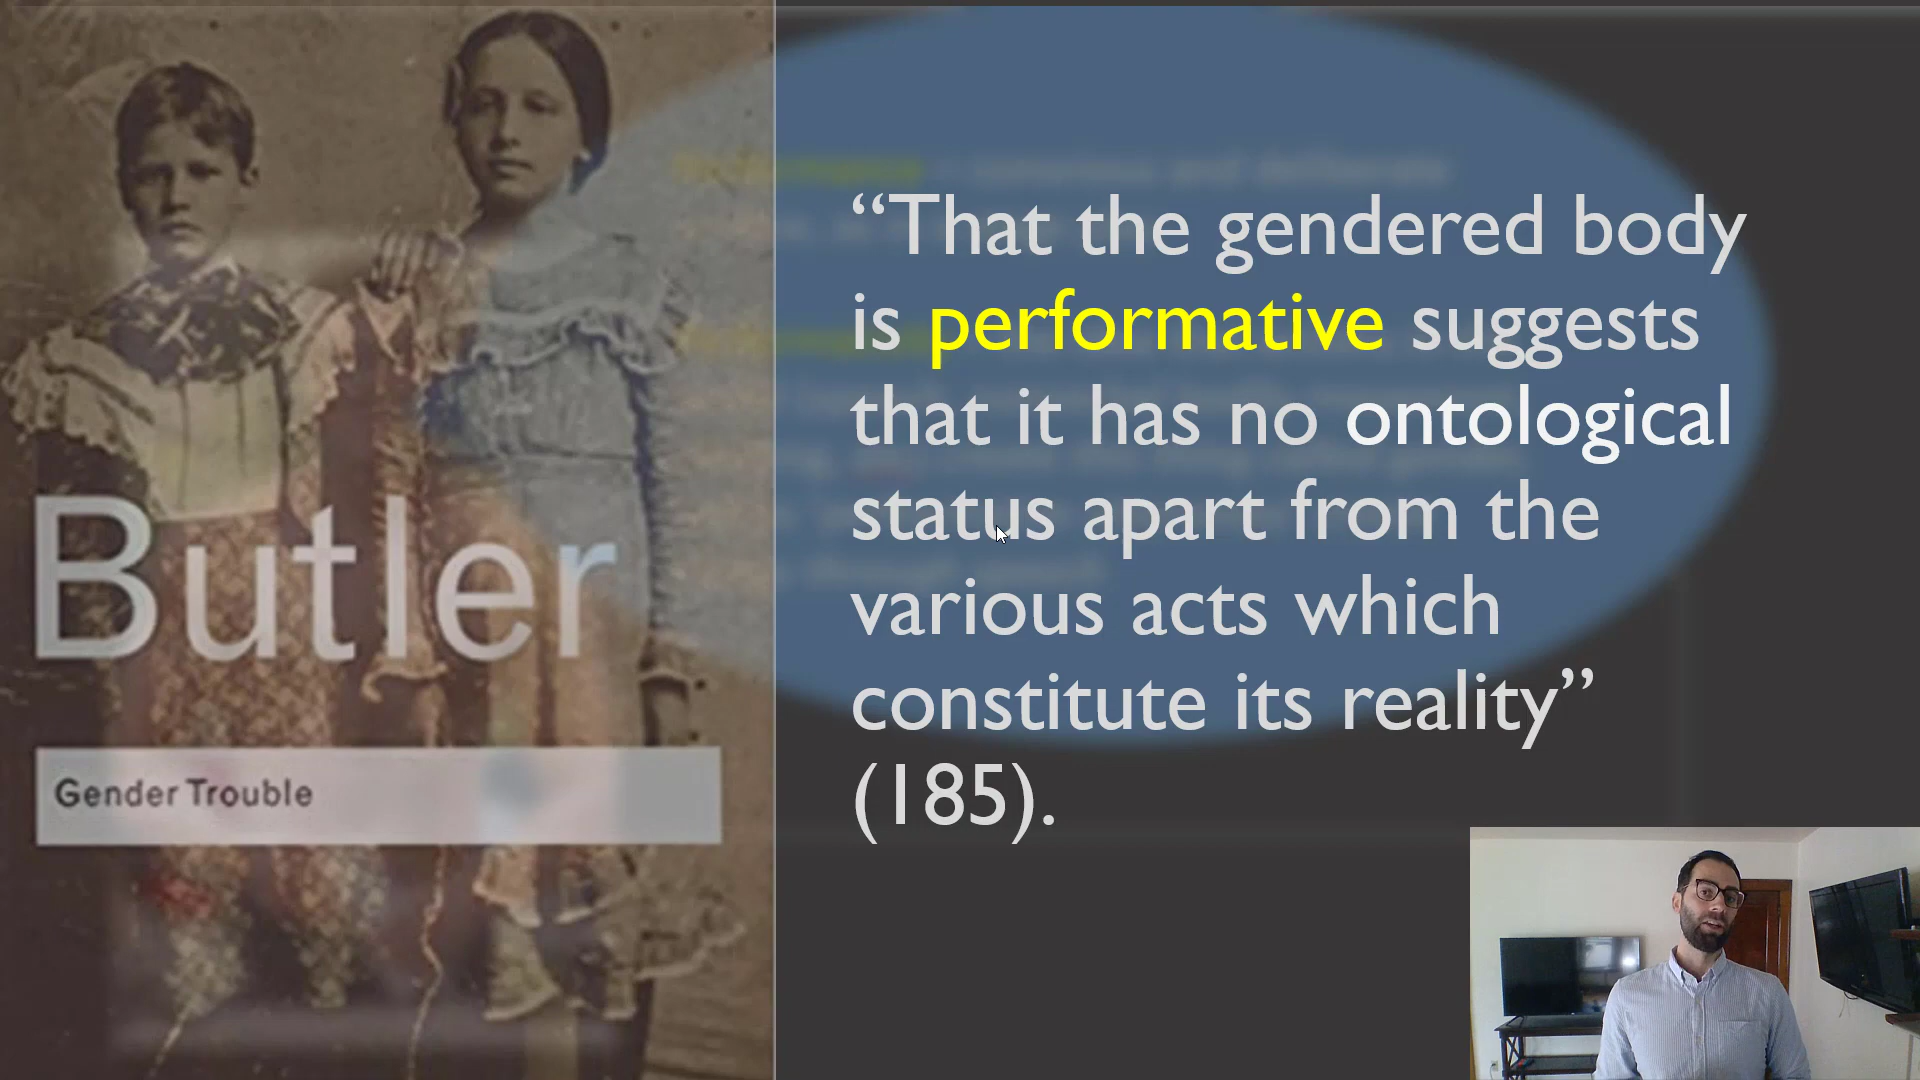 Butler
Gender Trouble
“That the gendered body
is performative suggests
that it has no ontological
status apart from the
various acts which
constitute its reality”
(185).